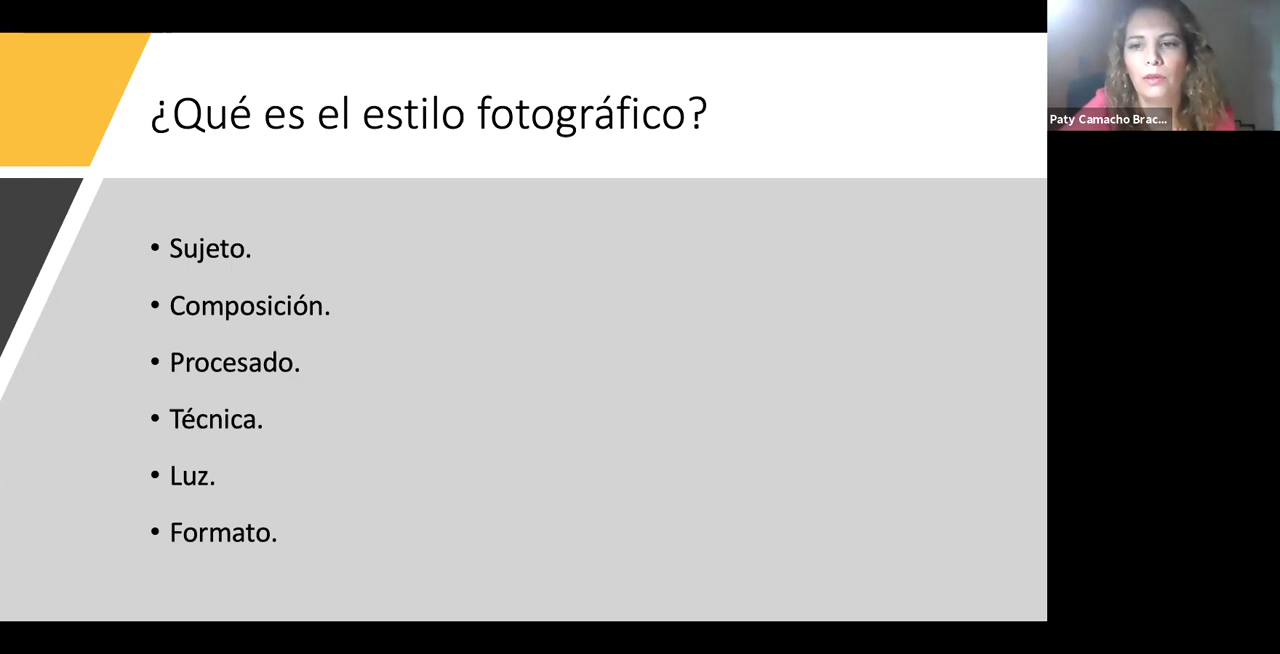 ¿Qué es el estilo fotográfico?
• Sujeto.
• Composición.
• Procesado.
• Técnica.
• Luz.
• Formato.
Paty Camacho Brac...